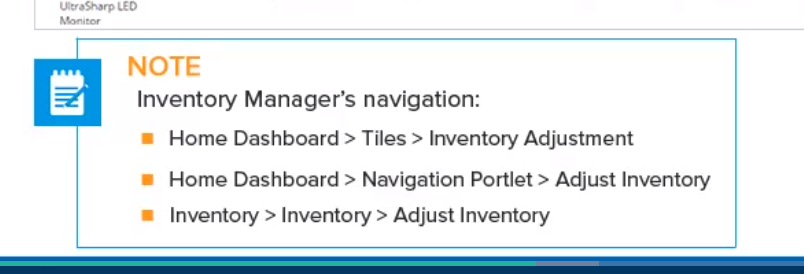 UltraSharp LED
Monitor
NOTE
Inventory Manager's navigation:
Home Dashboard > Tiles > Inventory Adjustment
Home Dashboard > Navigation Portlet > Adjust Inventory
Inventory > Inventory > Adjust Inventory